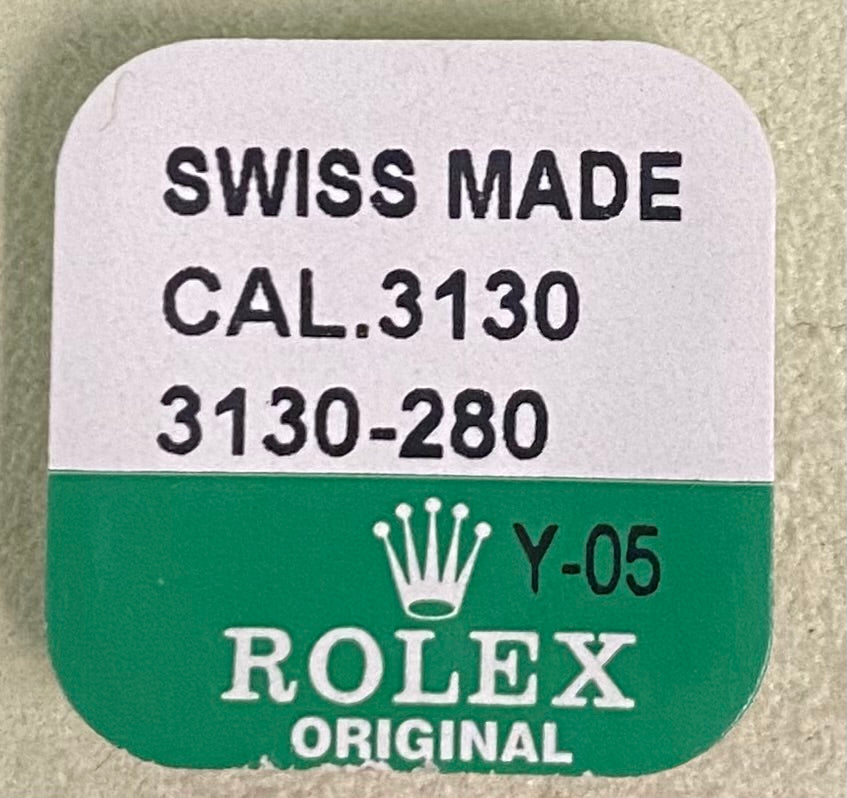 SWISS MADE
CAL.3130
3130-280
Y-05
ROLEX
ORIGINAL